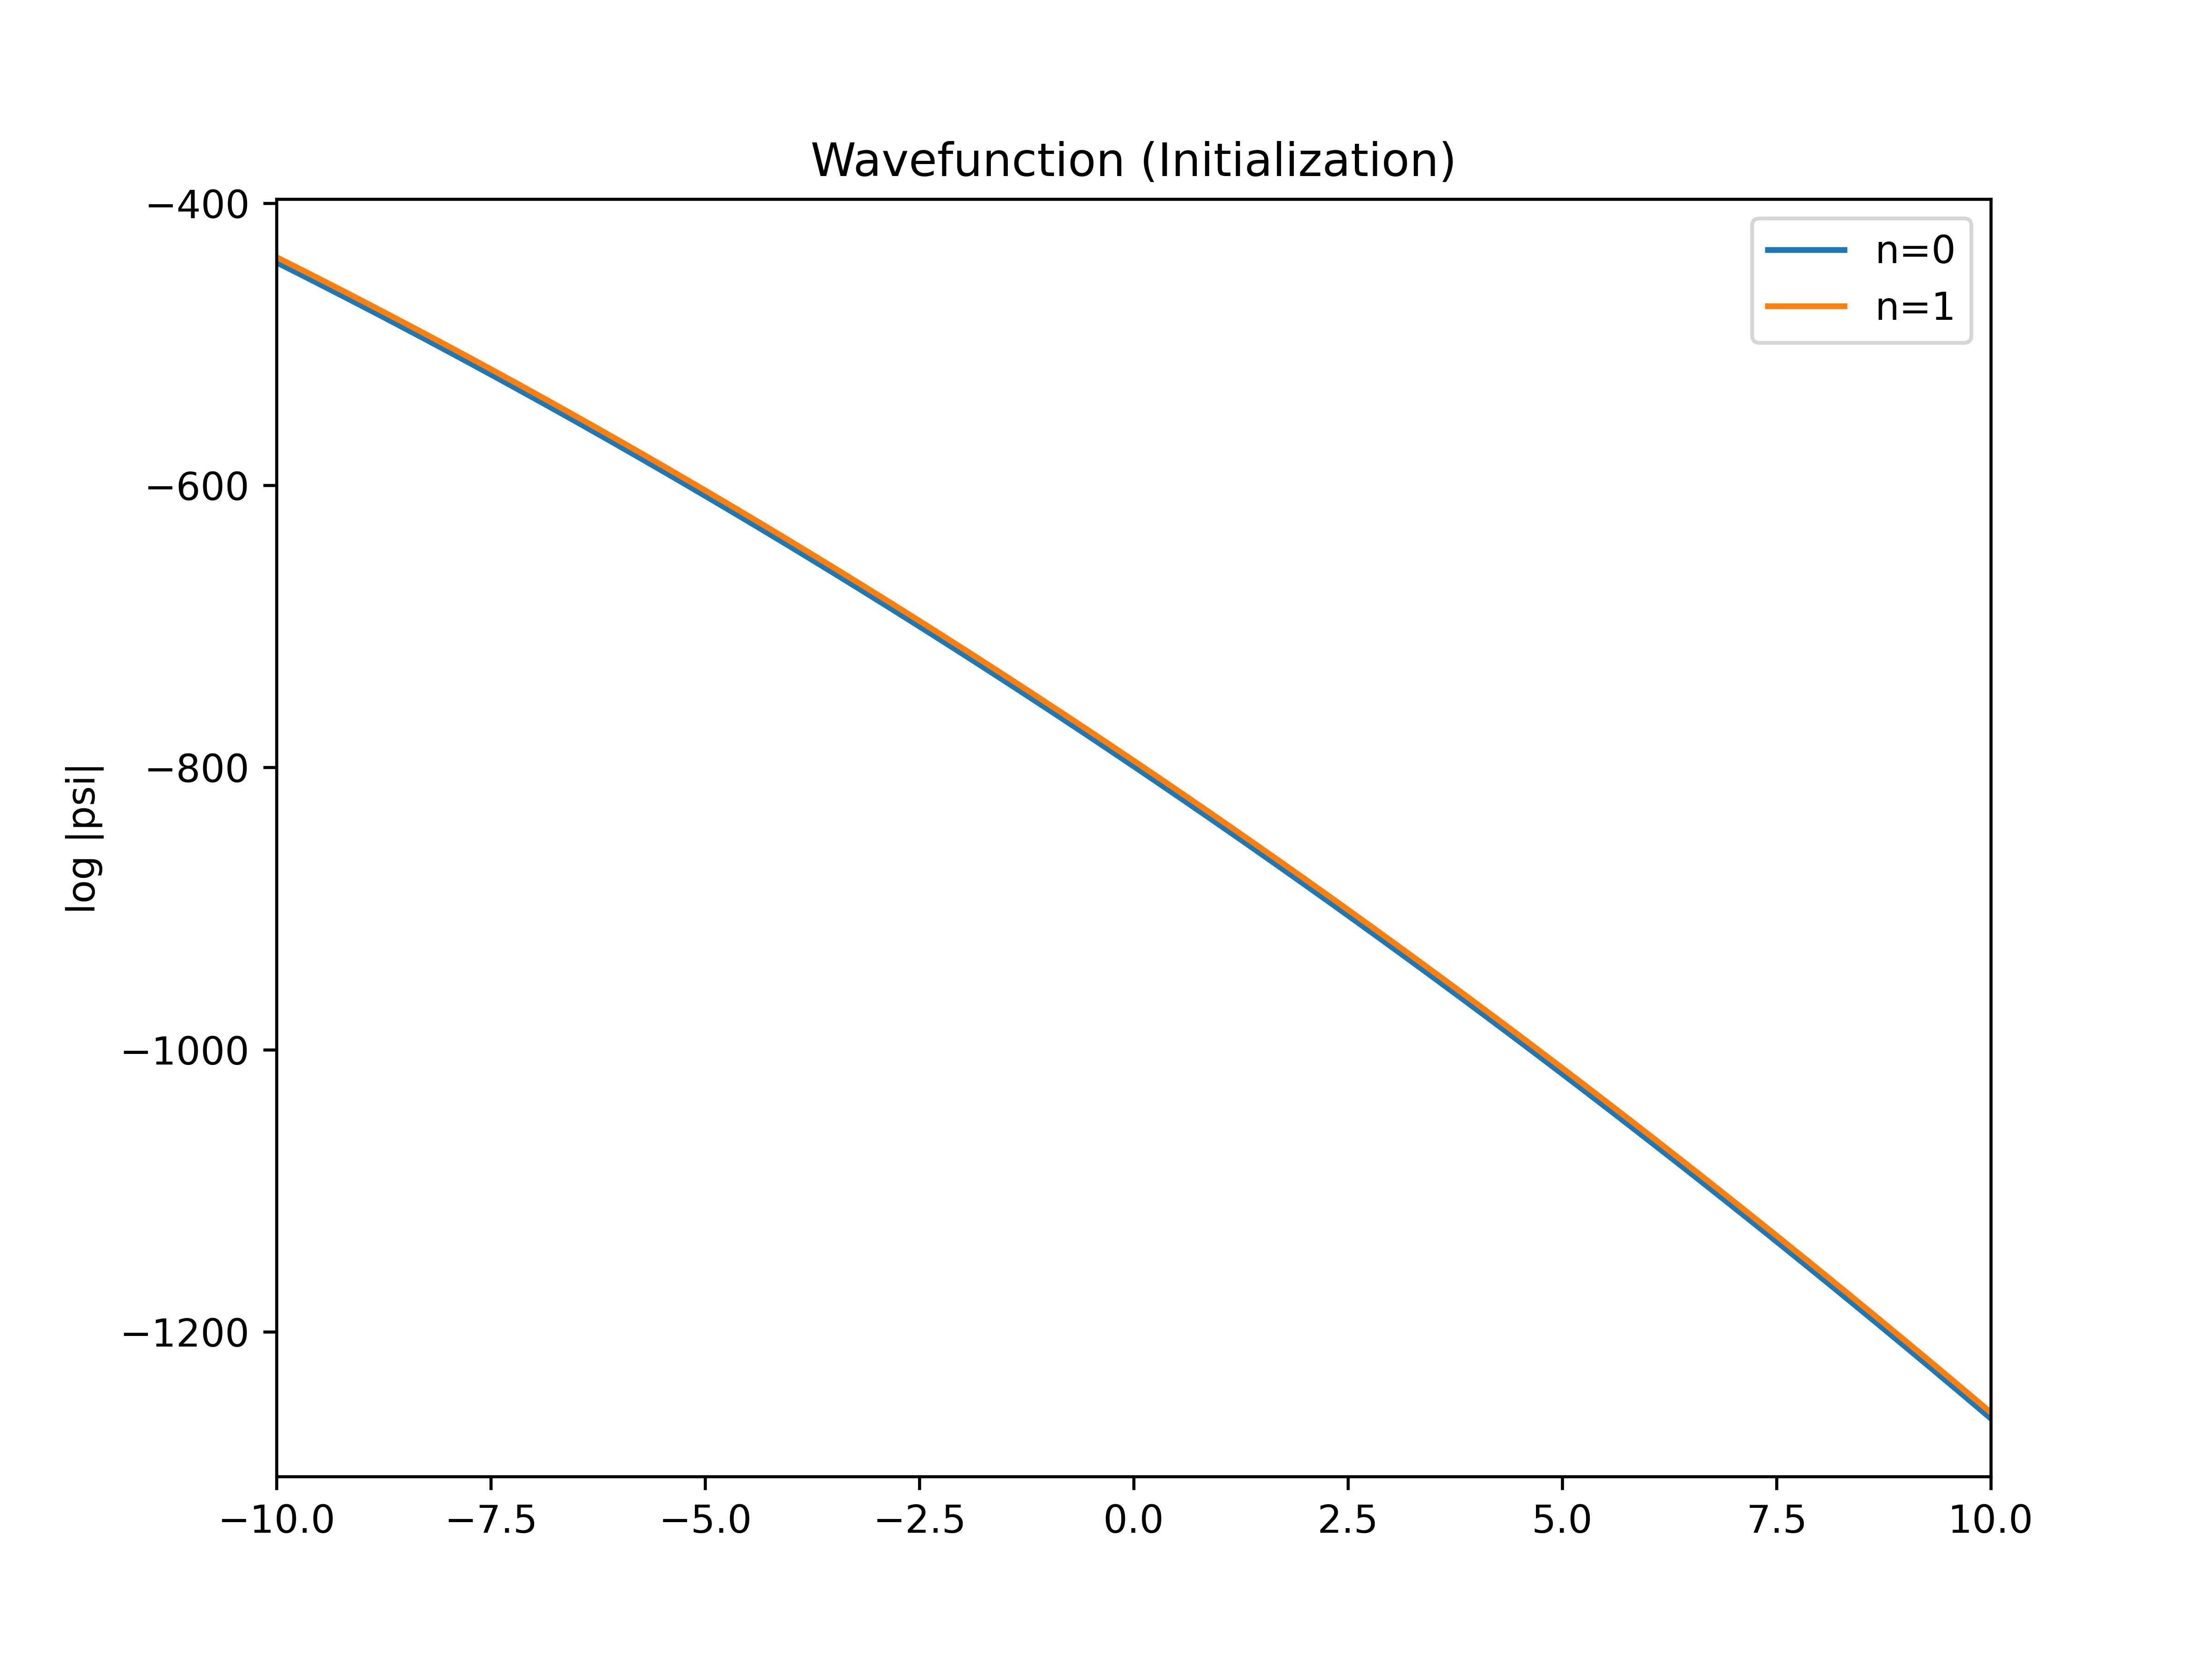 Wavefunction (Initialization)
−400
−600
−800
−1000
−1200
log |psi|
n=0
n=1
−10.0 −7.5 −5.0 −2.5 0.0 2.5 5.0 7.5 10.0